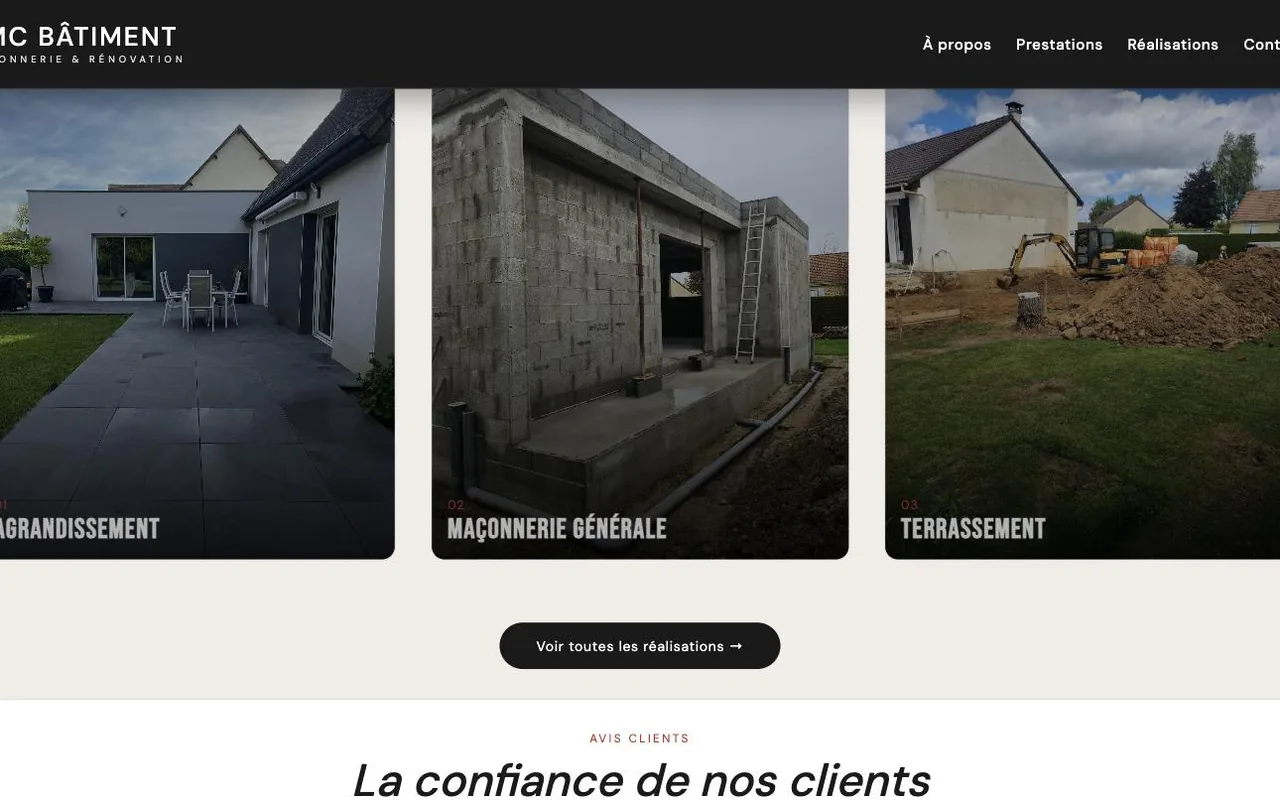 MC BÂTIMENT
ONNERIE & RÉNOVATION
À propos
Prestations
Réalisations
Cont
AGRANDISSEMENT
02
MAÇONNERIE GÉNÉRALE
03
TERRASSEMENT
Voir toutes les réalisations →
AVIS CLIENTS
La confiance de nos clients